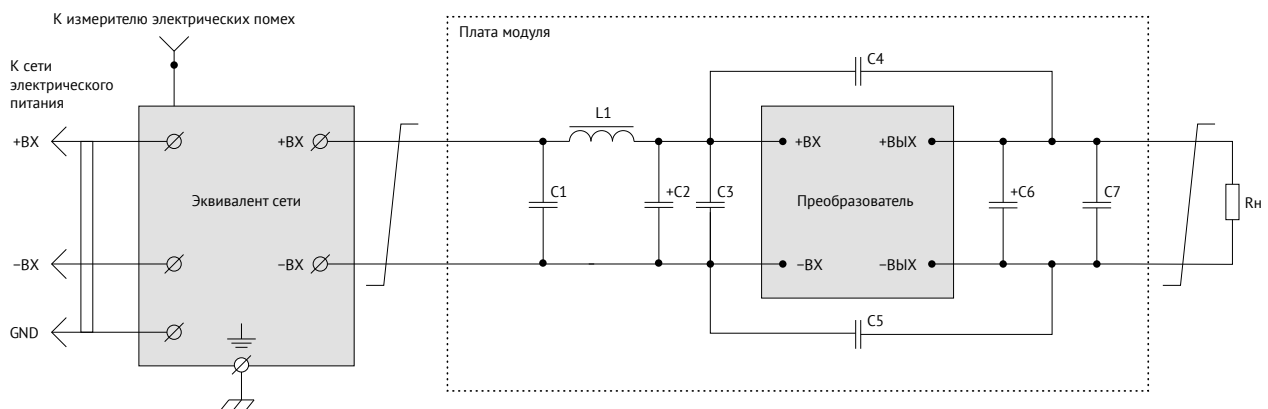 К измерителю электрических помех
Плата модуля
К сети
электрического
питания
C4
L1
+ВХ
+ВХ
+ВХ
+ВЫХ
C1
+C2
C3
+C6
C7
Эквивалент сети
Преобразователь
Rн
−ВХ
−ВХ
−ВХ
−ВЫХ
GND
C5